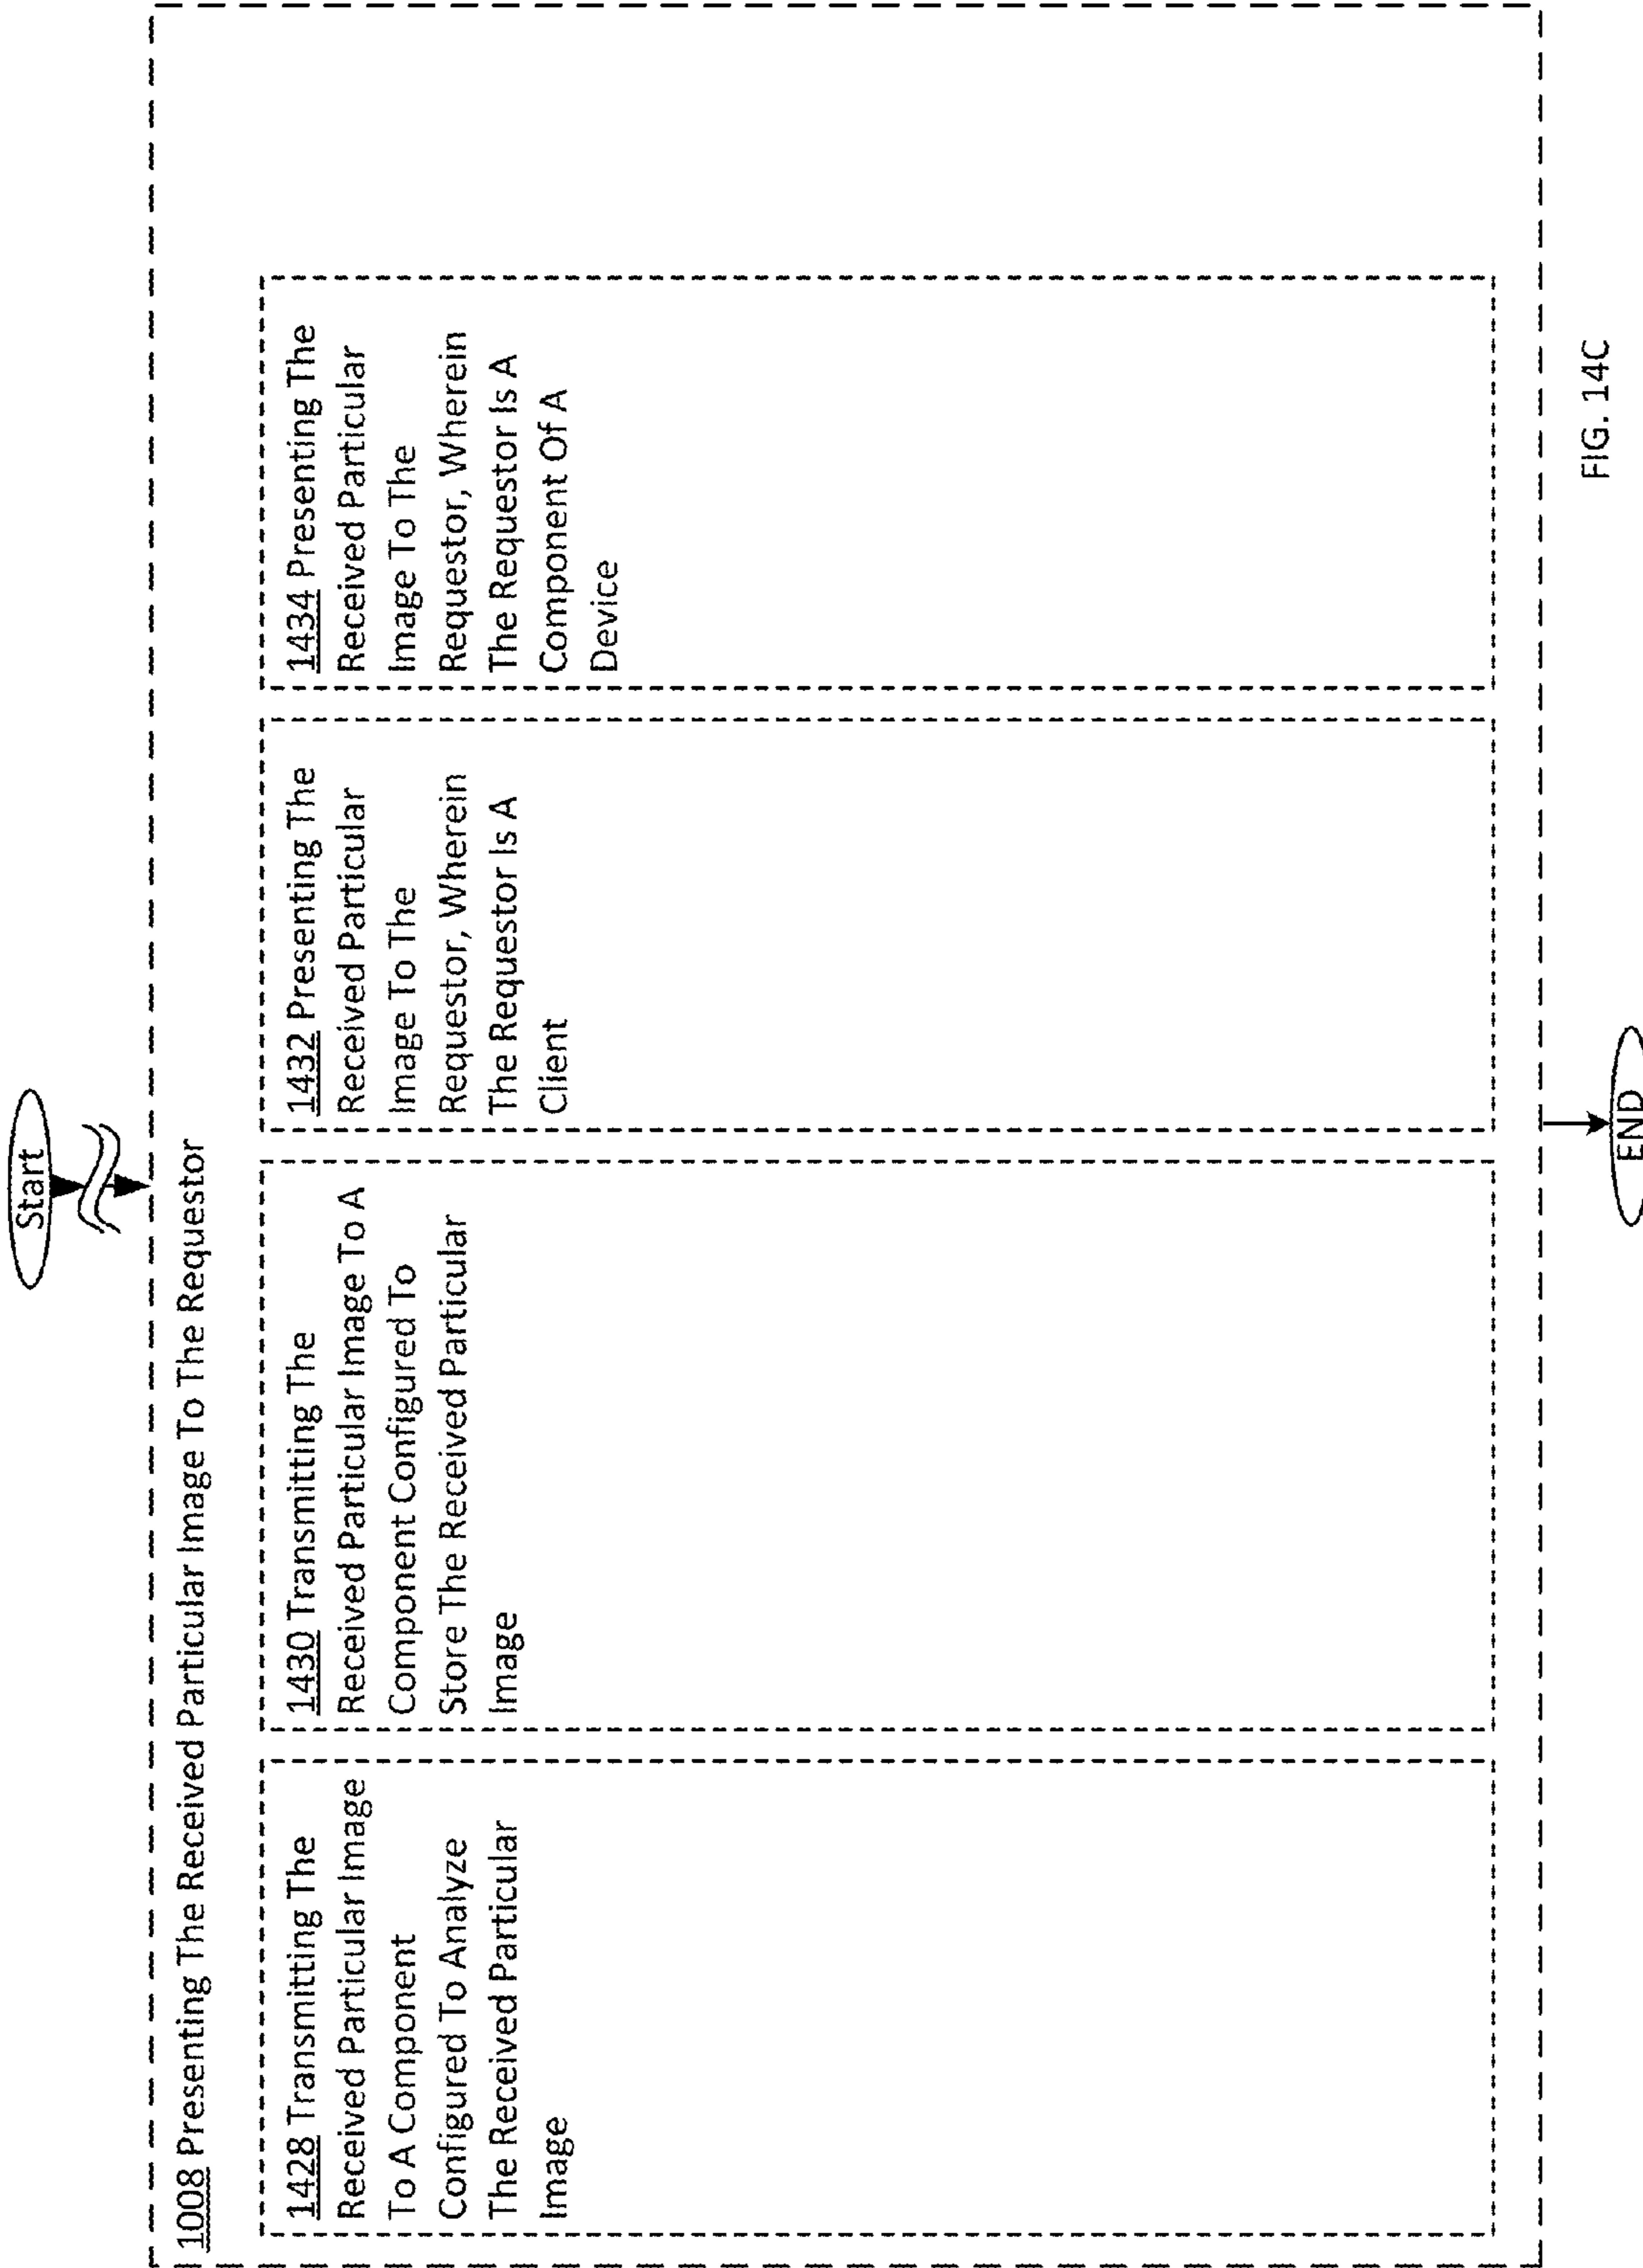 Start
1008 Presenting The Received Particular Image To The Requestor
1428 Transmitting The
Received Particular Image
To A Component
Configured To Analyze
The Received Particular
Image
1430 Transmitting The
Received Particular Image To A
Component Configured To
Store The Received Particular
Image
1432 Presenting The
Received Particular
Image To The
Requestor, Wherein
The Requestor Is A
Client
1434 Presenting The
Received Particular
Image To The
Requestor, Wherein
The Requestor Is A
Component Of A
Device
END
FIG. 14C